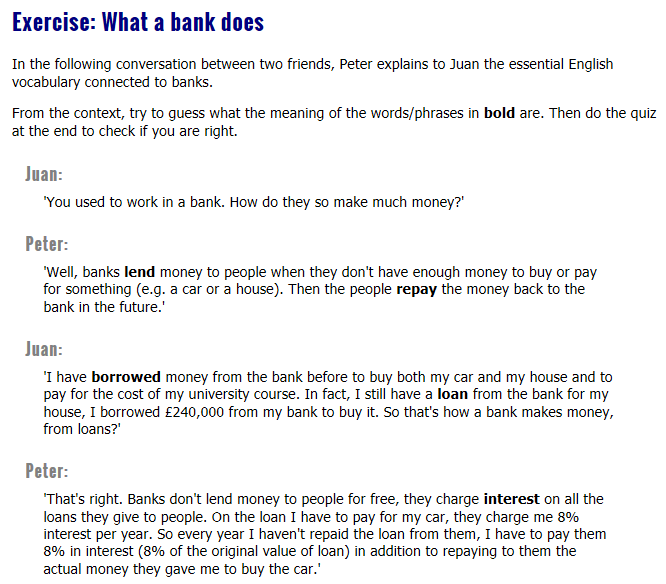 Exercise: What a bank does
In the following conversation between two friends, Peter explains to Juan the essential English
vocabulary connected to banks.
From the context, try to guess what the meaning of the words/phrases in bold are. Then do the quiz
at the end to check if you are right.
Juan:
'You used to work in a bank. How do they so make much money?'
Peter:
'Well, banks lend money to people when they don't have enough money to buy or pay
for something (e.g. a car or a house). Then the people repay the money back to the
bank in the future.'
Juan:
'I have borrowed money from the bank before to buy both my car and my house and to
pay for the cost of my university course. In fact, I still have a loan from the bank for my
house, I borrowed £240,000 from my bank to buy it. So that's how a bank makes money,
from loans?'
Peter:
'That's right. Banks don't lend money to people for free, they charge interest on all the
loans they give to people. On the loan I have to pay for my car, they charge me 8%
interest per year. So every year I haven't repaid the loan from them, I have to pay them
8% in interest (8% of the original value of loan) in addition to repaying to them the
actual money they gave me to buy the car.'